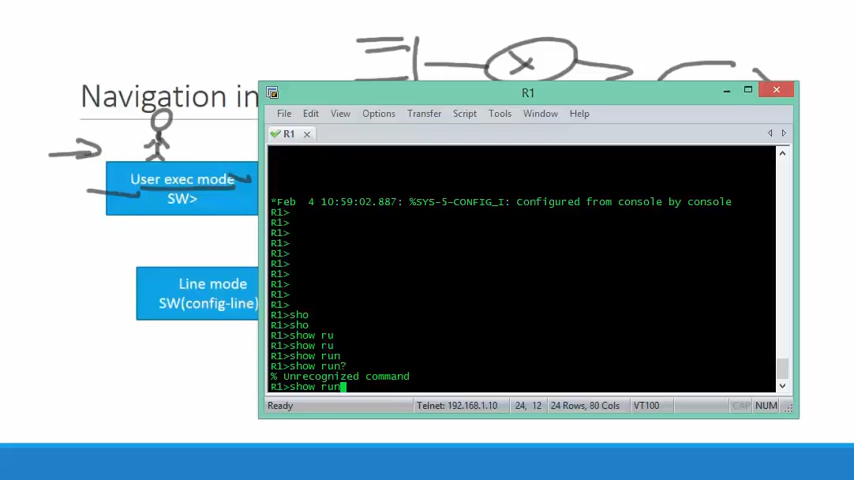 Navigation in
User exec mode
SW>
Line mode
SW(config-line)
R1
File Edit View Options Transfer Script Tools Window Help
R1
*Feb  4 10:59:02.887: %SYS-5-CONFIG_I: Configured from console by console
R1>
R1>
R1>
R1>
R1>
R1>
R1>
R1>
R1>
R1>
R1>sho
R1>sho
R1>show ru
R1>show ru
R1>show run
R1>show run?
% Unrecognized command
R1>show run
Ready Telnet: 192.168.1.10 24, 12 24 Rows, 80 Cols VT100 CAP NUM